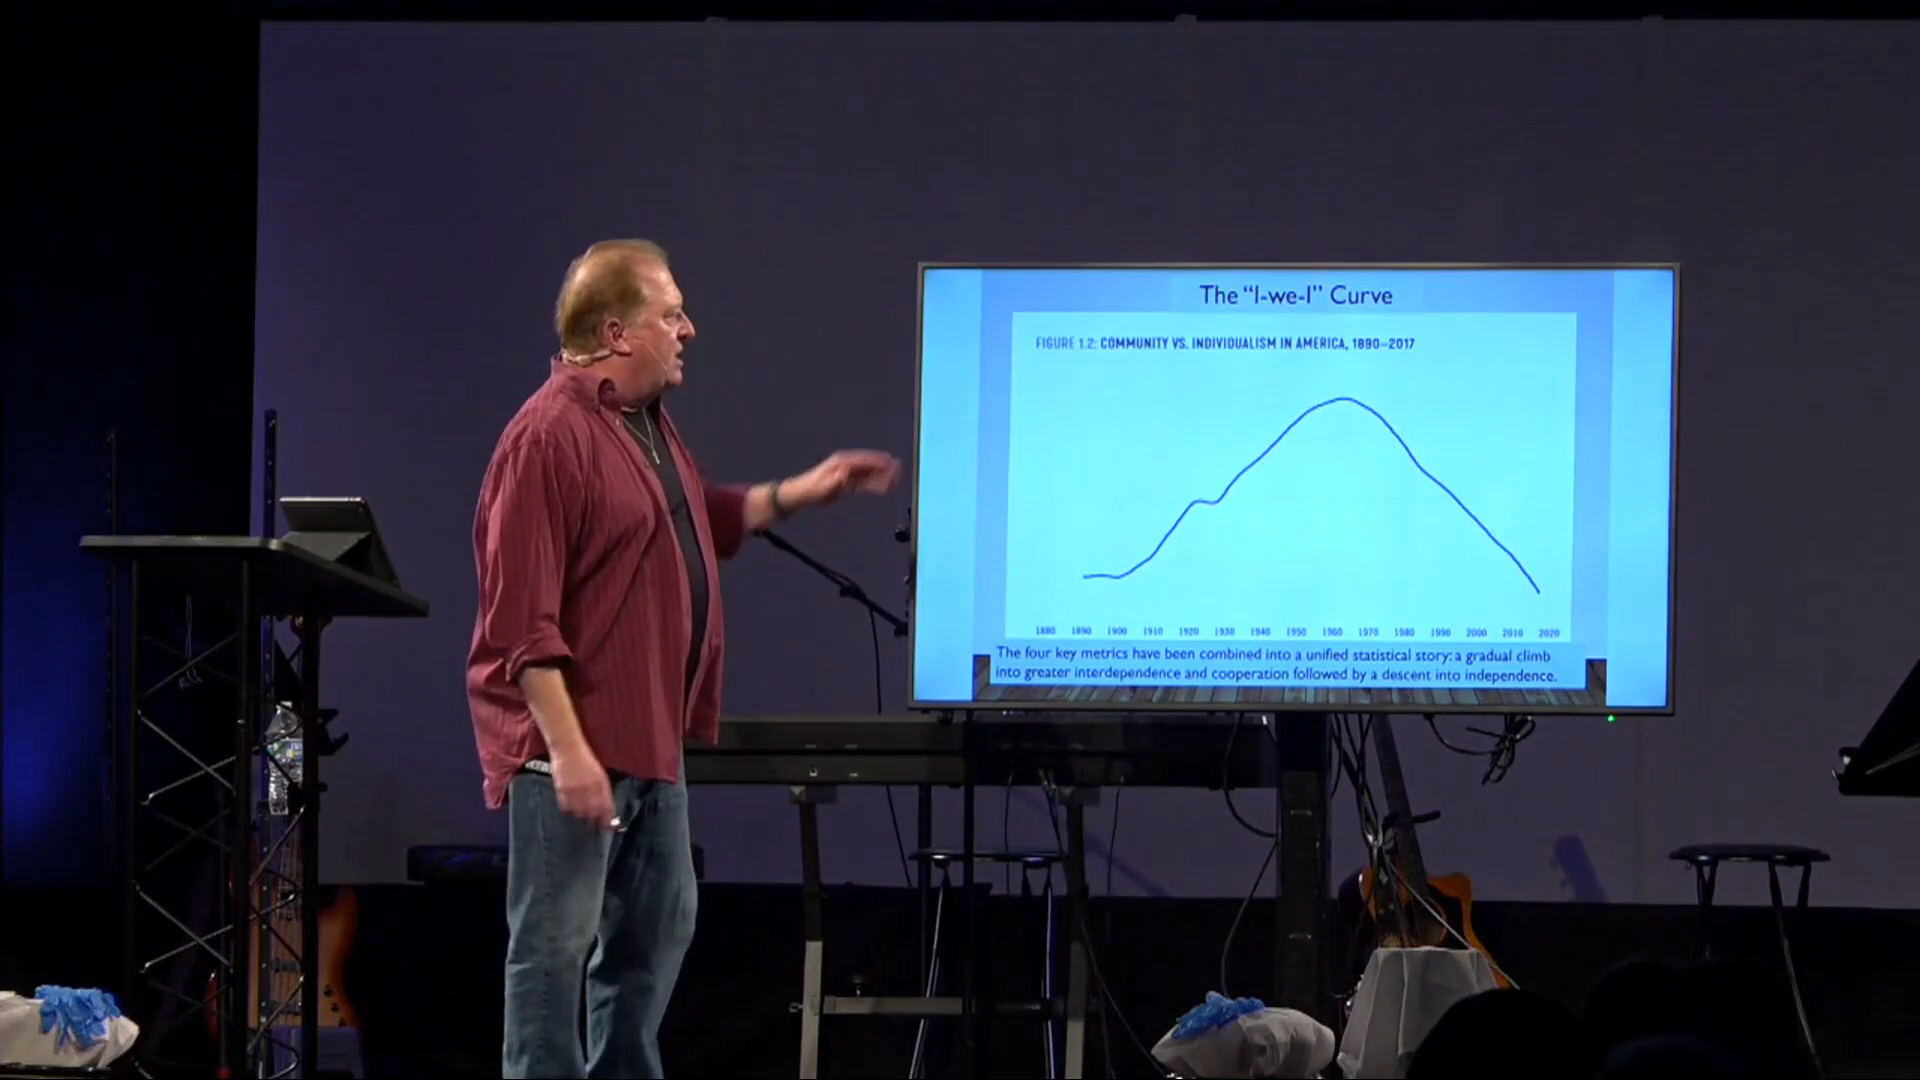 The “I-we-I” Curve
FIGURE 1.2: COMMUNITY VS. INDIVIDUALISM IN AMERICA, 1890–2017
1880 1890 1900 1910 1920 1930 1940 1950 1960 1970 1980 1990 2000 2010 2020
The four key metrics have been combined into a unified statistical story: a gradual climb
into greater interdependence and cooperation followed by a descent into independence.